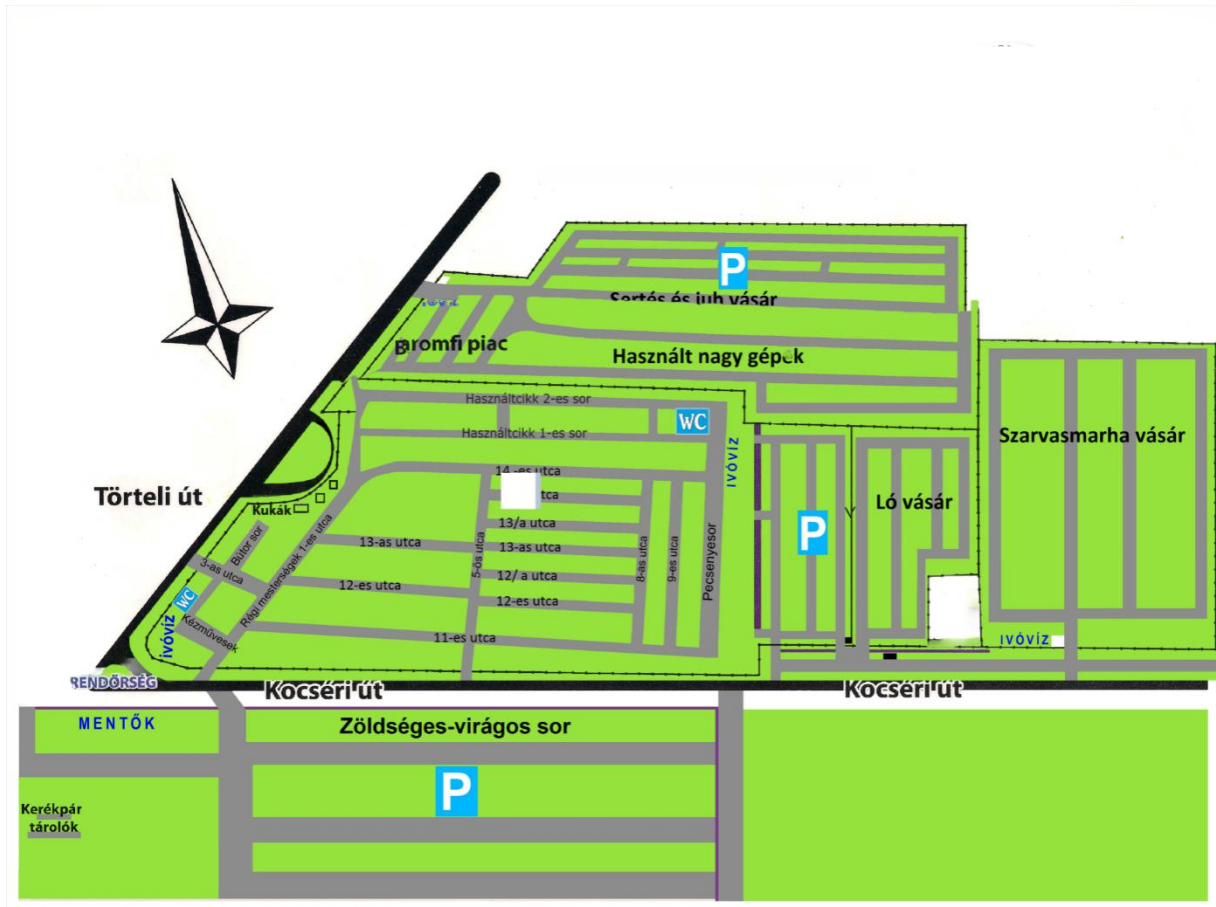 P
Sertés és juh vásár
Baromfi piac
Használt nagy gépek
Használtcikk 2-es sor
WC
Használtcikk 1-es sor
Szarvasmarha vásár
IVÓVÍZ
14 -es utca
Törteli út
Kukák
utca
Ló vásár
13/a utca
P
Bútor sor
Régi mesterségek 1-es utca
13-as utca
5-ös utca
13-as utca
8-as utca
9-es utca
Pecsenyesor
3-as utca
12-es utca
12/ a utca
12-es utca
WC
ivóvíz
Kézművesek
11-es utca
IVÓVÍZ
RENDŐRSÉG
Kocséri út
Kocséri út
MENTŐK
Zöldséges-virágos sor
P
Kerékpár
tárolók